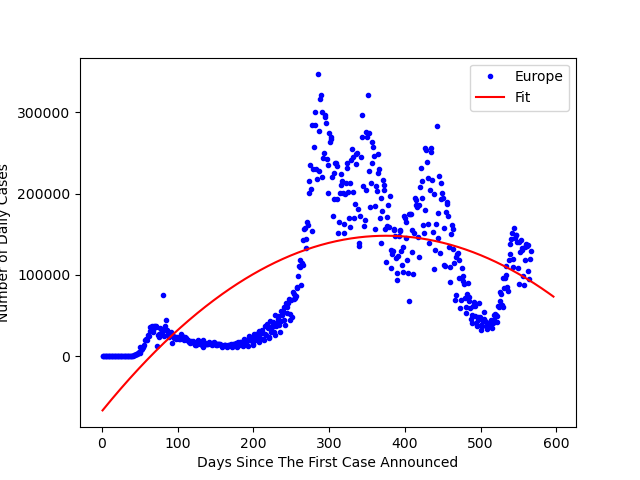 Europe
Fit
300000
200000
100000
0
Number of Daily Cases
0 100 200 300 400 500 600
Days Since The First Case Announced